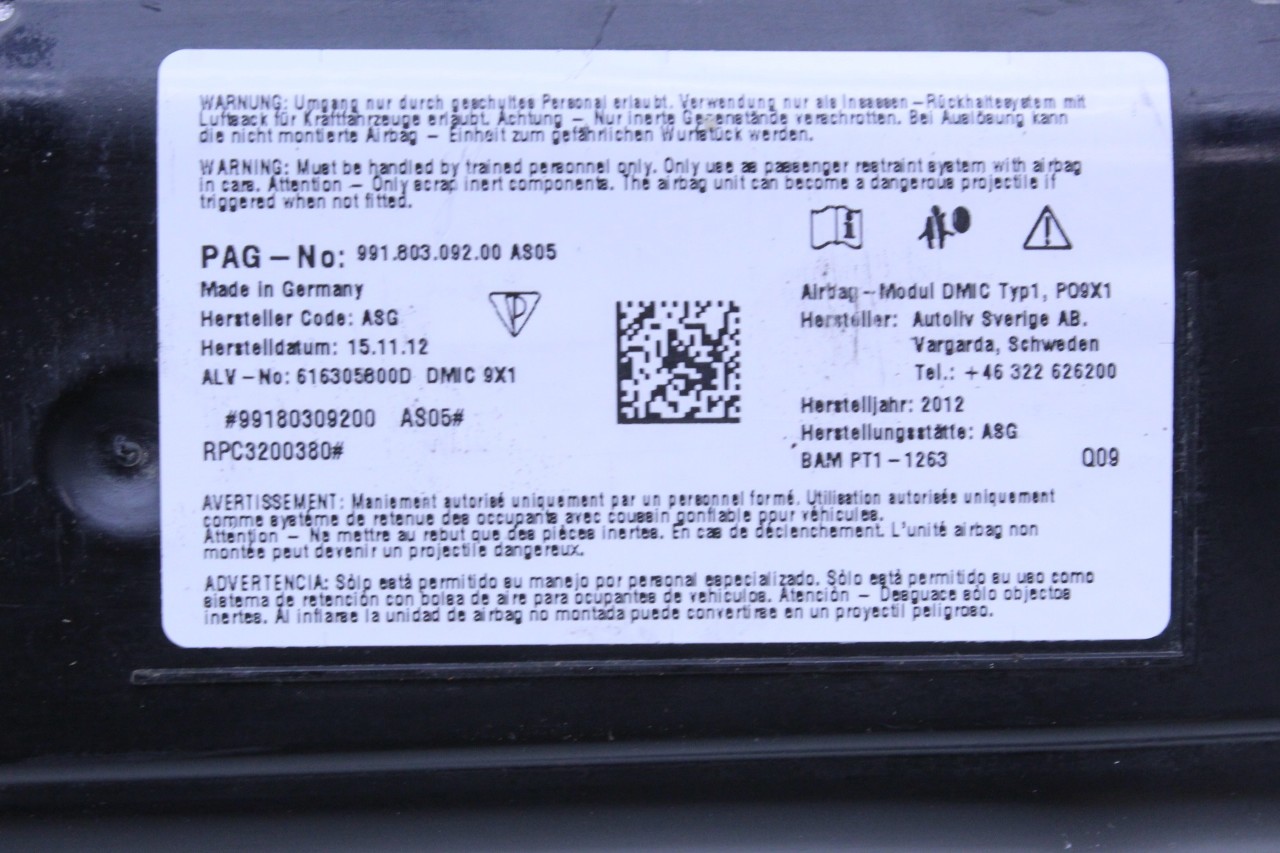 WARNUNG: Umgang nur durch geschultes Personal erlaubt. Verwendung nur als Insassen-Rückhaltesystem mit
Luftsack für Kraftfahrzeuge erlaubt. Achtung - Nur inerte Gegenstände verschrotten. Bei Auslösung kann
die nicht montierte Airbag - Einheit zum gefährlichen Wurfstück werden.
WARNING: Must be handled by trained personnel only. Only use as passenger restraint system with airbag
in cars. Attention - Only scrap inert components. The airbag unit can become a dangerous projectile if
triggered when not fitted.
PAG-No: 991.803.092.00 AS05
Made in Germany
Hersteller Code: ASG
Herstelldatum: 15.11.12
ALV-No: 616305800D DMIC 9X1
#99180309200 AS05#
RPC3200380#
Airbag-Modul DMIC Typ1, PO9X1
Hersteller: Autoliv Sverige AB.
Vargarda, Schweden
Tel.: +46 322 626200
Herstelljahr: 2012
Herstellungsstätte: ASG
BAM PT1-1263 Q09
AVERTISSEMENT: Maniement autorisé uniquement par un personnel formé. Utilisation autorisée uniquement
comme système de retenue des occupants avec coussin gonflable pour véhicules.
Attention - Ne mettre au rebut que des pièces inertes. En cas de déclenchement. L'unité airbag non
montée peut devenir un projectile dangereux.
ADVERTENCIA: Sólo está permitido su manejo por personal especializado. Sólo está permitido su uso como
sistema de retención con bolsa de aire para ocupantes de vehículos. Atención - Desguace sólo objectos
inertes. Al inflarse la unidad de airbag no montada puede convertirse en un proyectil peligroso.